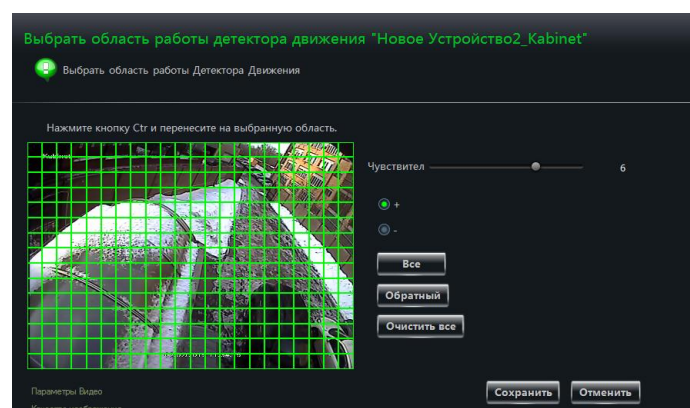 Выбрать область работы детектора движения "Новое Устройство2_Kabinet"
Выбрать область работы Детектора Движения
Нажмите кнопку Ctr и перенесите на выбранную область.
Kabinet
Чувствител 6
+
-
Все
Обратный
Очистить все
Параметры Видео
Сохранить Отменить